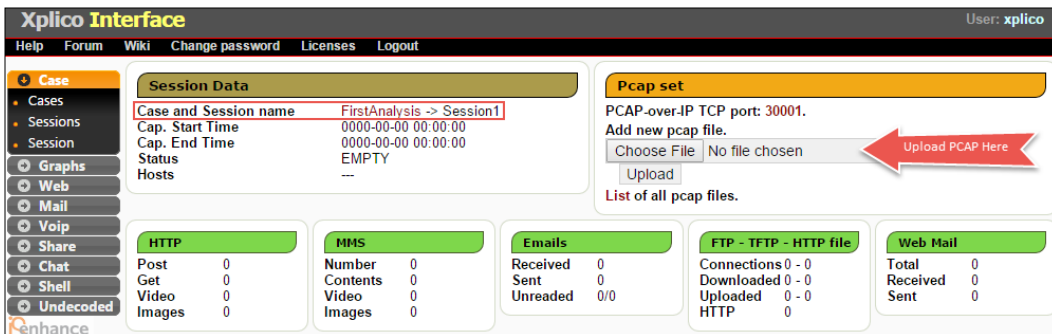 Xplico Interface
User: xplico
Help Forum Wiki Change password Licenses Logout
Case
Cases
Sessions
Session
Graphs
Web
Mail
Voip
Share
Chat
Shell
Undecoded
enhance
Session Data
Case and Session name FirstAnalysis -> Session1
Cap. Start Time 0000-00-00 00:00:00
Cap. End Time 0000-00-00 00:00:00
Status EMPTY
Hosts ---
Pcap set
PCAP-over-IP TCP port: 30001.
Add new pcap file.
Choose File No file chosen
Upload PCAP Here
Upload
List of all pcap files.
HTTP
Post 0
Get 0
Video 0
Images 0
MMS
Number 0
Contents 0
Video 0
Images 0
Emails
Received 0
Sent 0
Unreaded 0/0
FTP - TFTP - HTTP file
Connections 0 - 0
Downloaded 0 - 0
Uploaded 0 - 0
HTTP 0
Web Mail
Total 0
Received 0
Sent 0